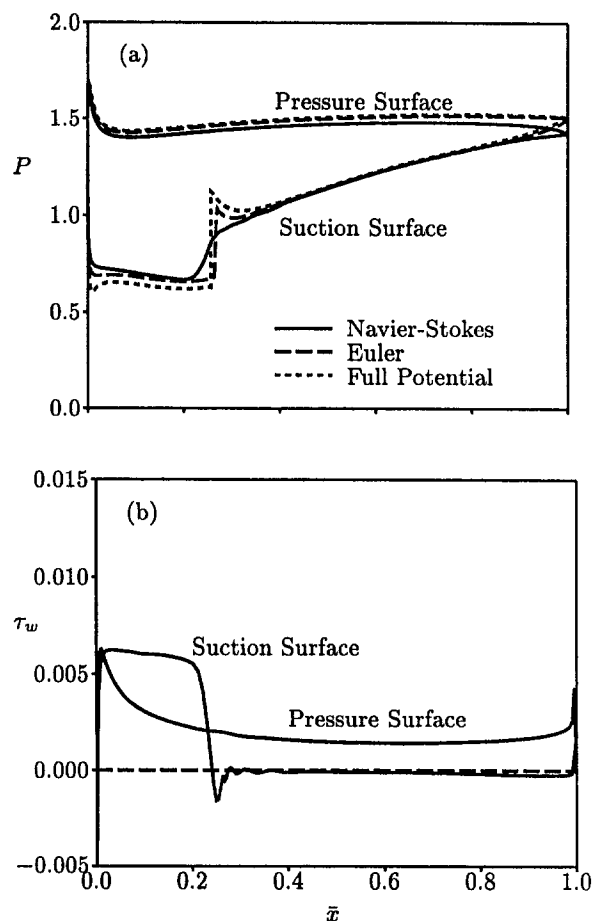 2.0
(a)
Pressure Surface
1.5
P
1.0
Suction Surface
0.5
Navier-Stokes
Euler
Full Potential
0.0
0.015
(b)
0.010
τw
Suction Surface
0.005
Pressure Surface
0.000
−0.005
0.0 0.2 0.4 0.6 0.8 1.0
x̄